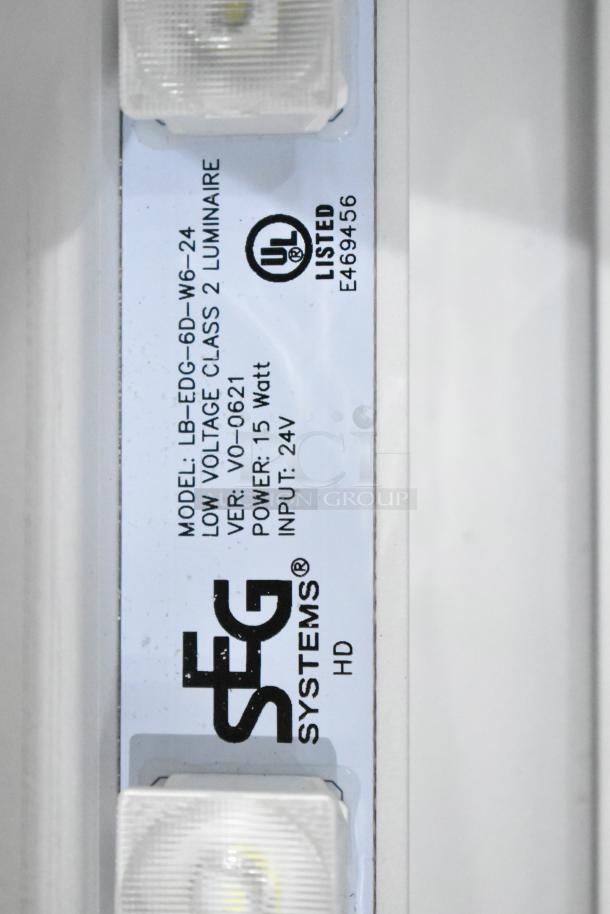 MODEL: LB-EDG-6D-W6-24
LOW VOLTAGE CLASS 2 LUMINAIRE
VER: V0-0621
POWER: 15 Watt
INPUT: 24V
UL®
LISTED
E469456
SEG
SYSTEMS®
HD
GROUP